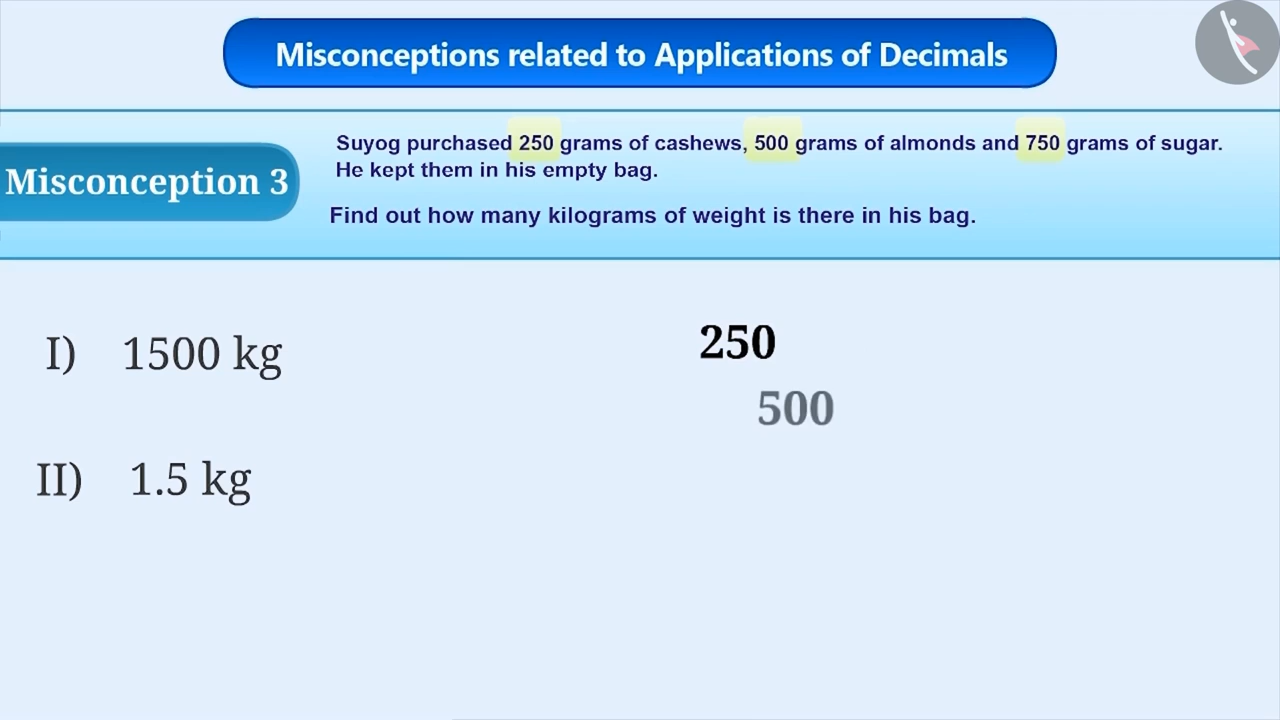 Misconceptions related to Applications of Decimals
Misconception 3
Suyog purchased 250 grams of cashews, 500 grams of almonds and 750 grams of sugar.
He kept them in his empty bag.
Find out how many kilograms of weight is there in his bag.
I) 1500 kg
II) 1.5 kg
250
500